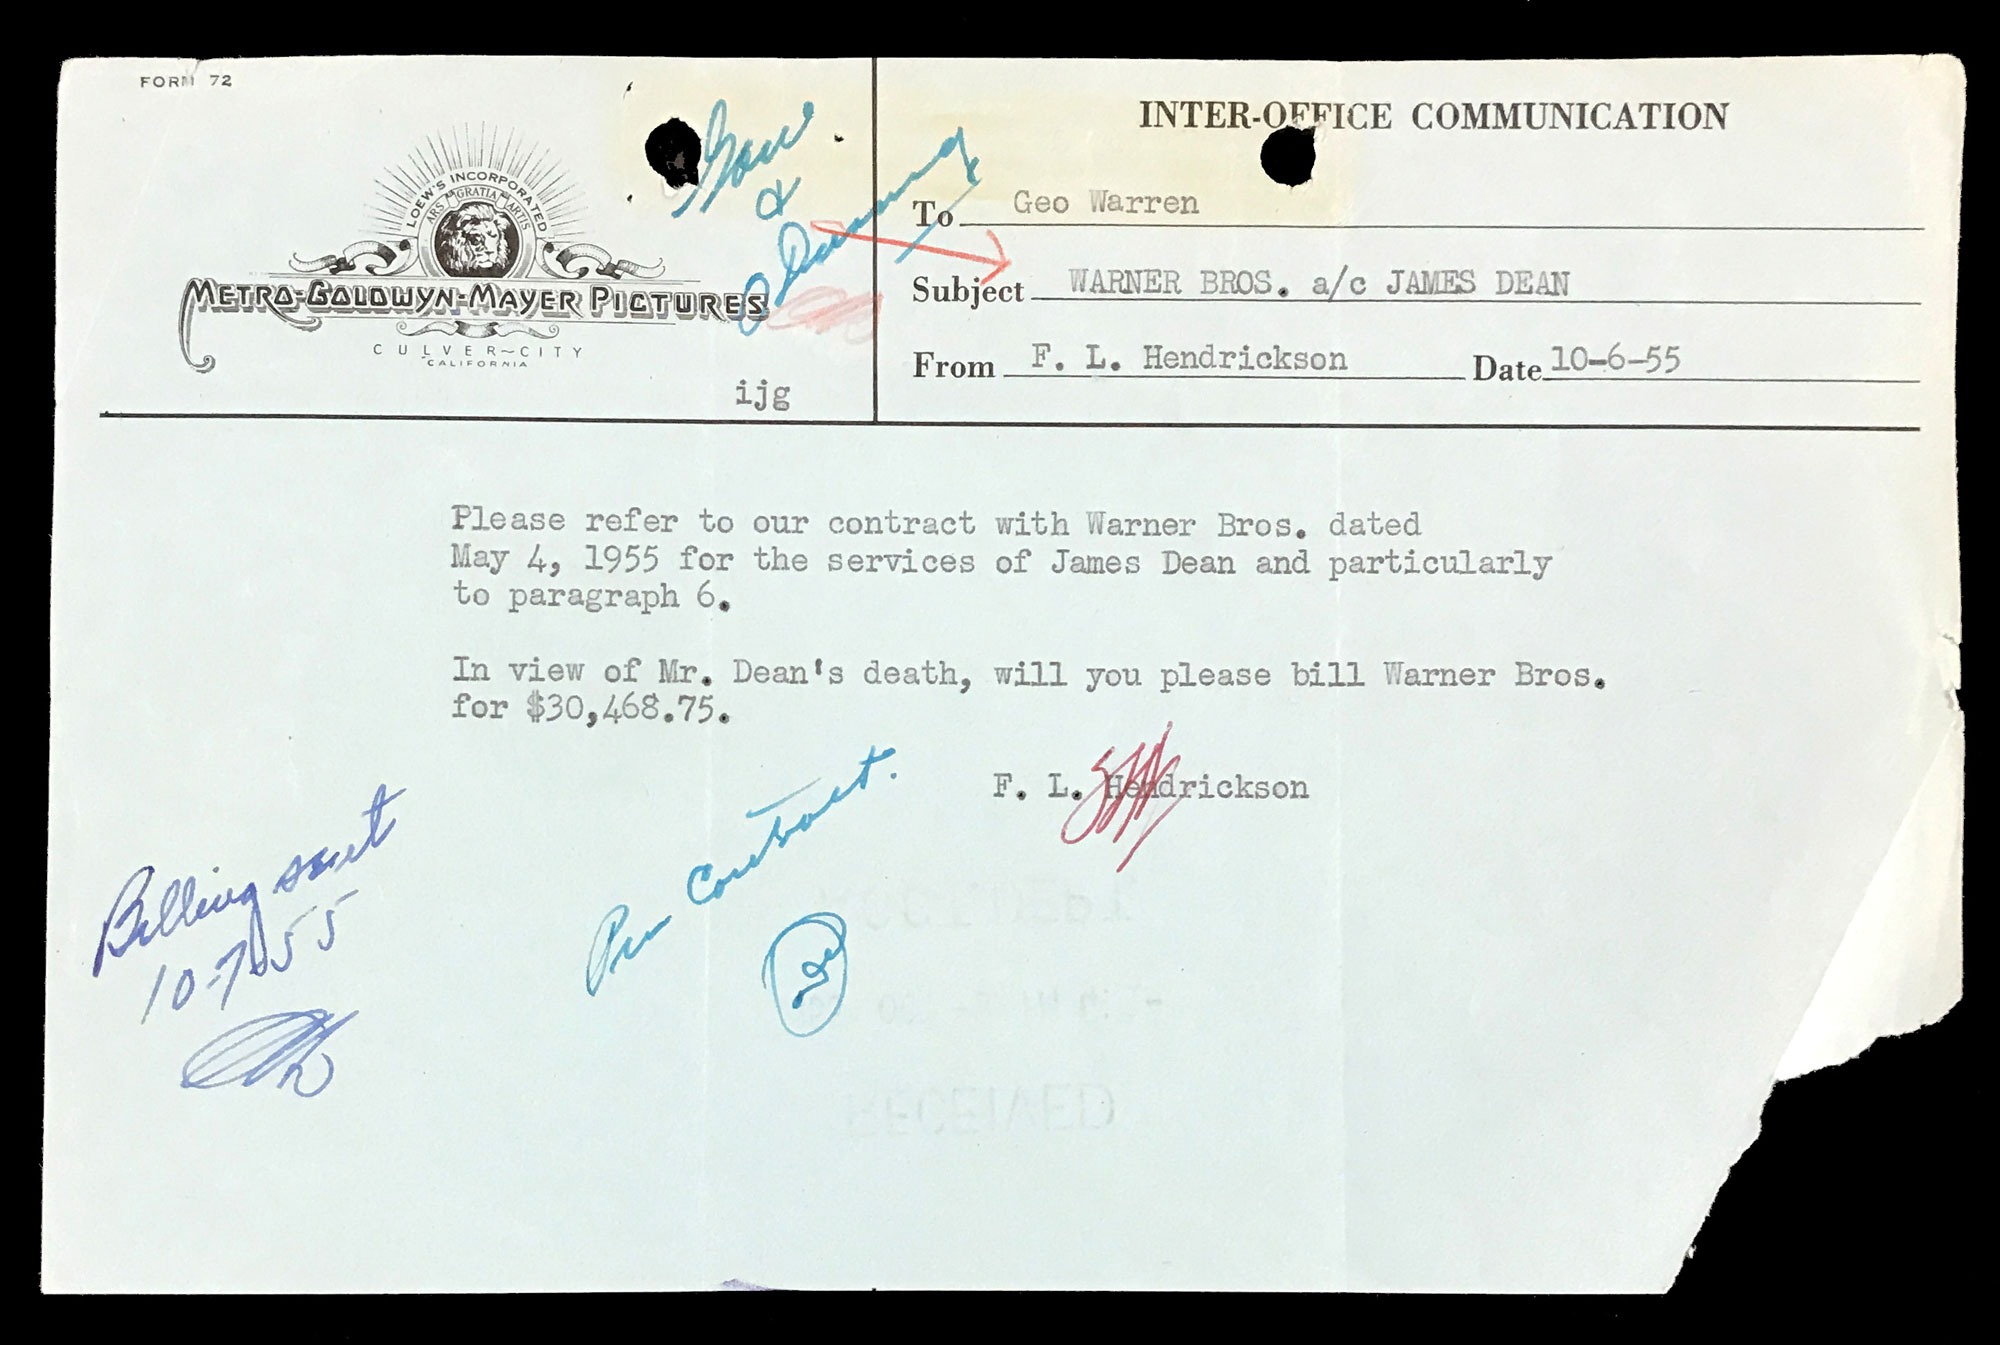 FORM 72
LOEW'S INCORPORATED
ARS GRATIA ARTIS
METRO-GOLDWYN-MAYER PICTURES
CULVER~CITY
CALIFORNIA
ijg
&
INTER-OFFICE COMMUNICATION
To Geo Warren
Subject WARNER BROS. a/c JAMES DEAN
From F. L. Hendrickson Date 10-6-55
Please refer to our contract with Warner Bros. dated
May 4, 1955 for the services of James Dean and particularly
to paragraph 6.
In view of Mr. Dean's death, will you please bill Warner Bros.
for $30,468.75.
F. L. Hendrickson
Billing sent
10-7-55
Per Contract.
RECEIVED